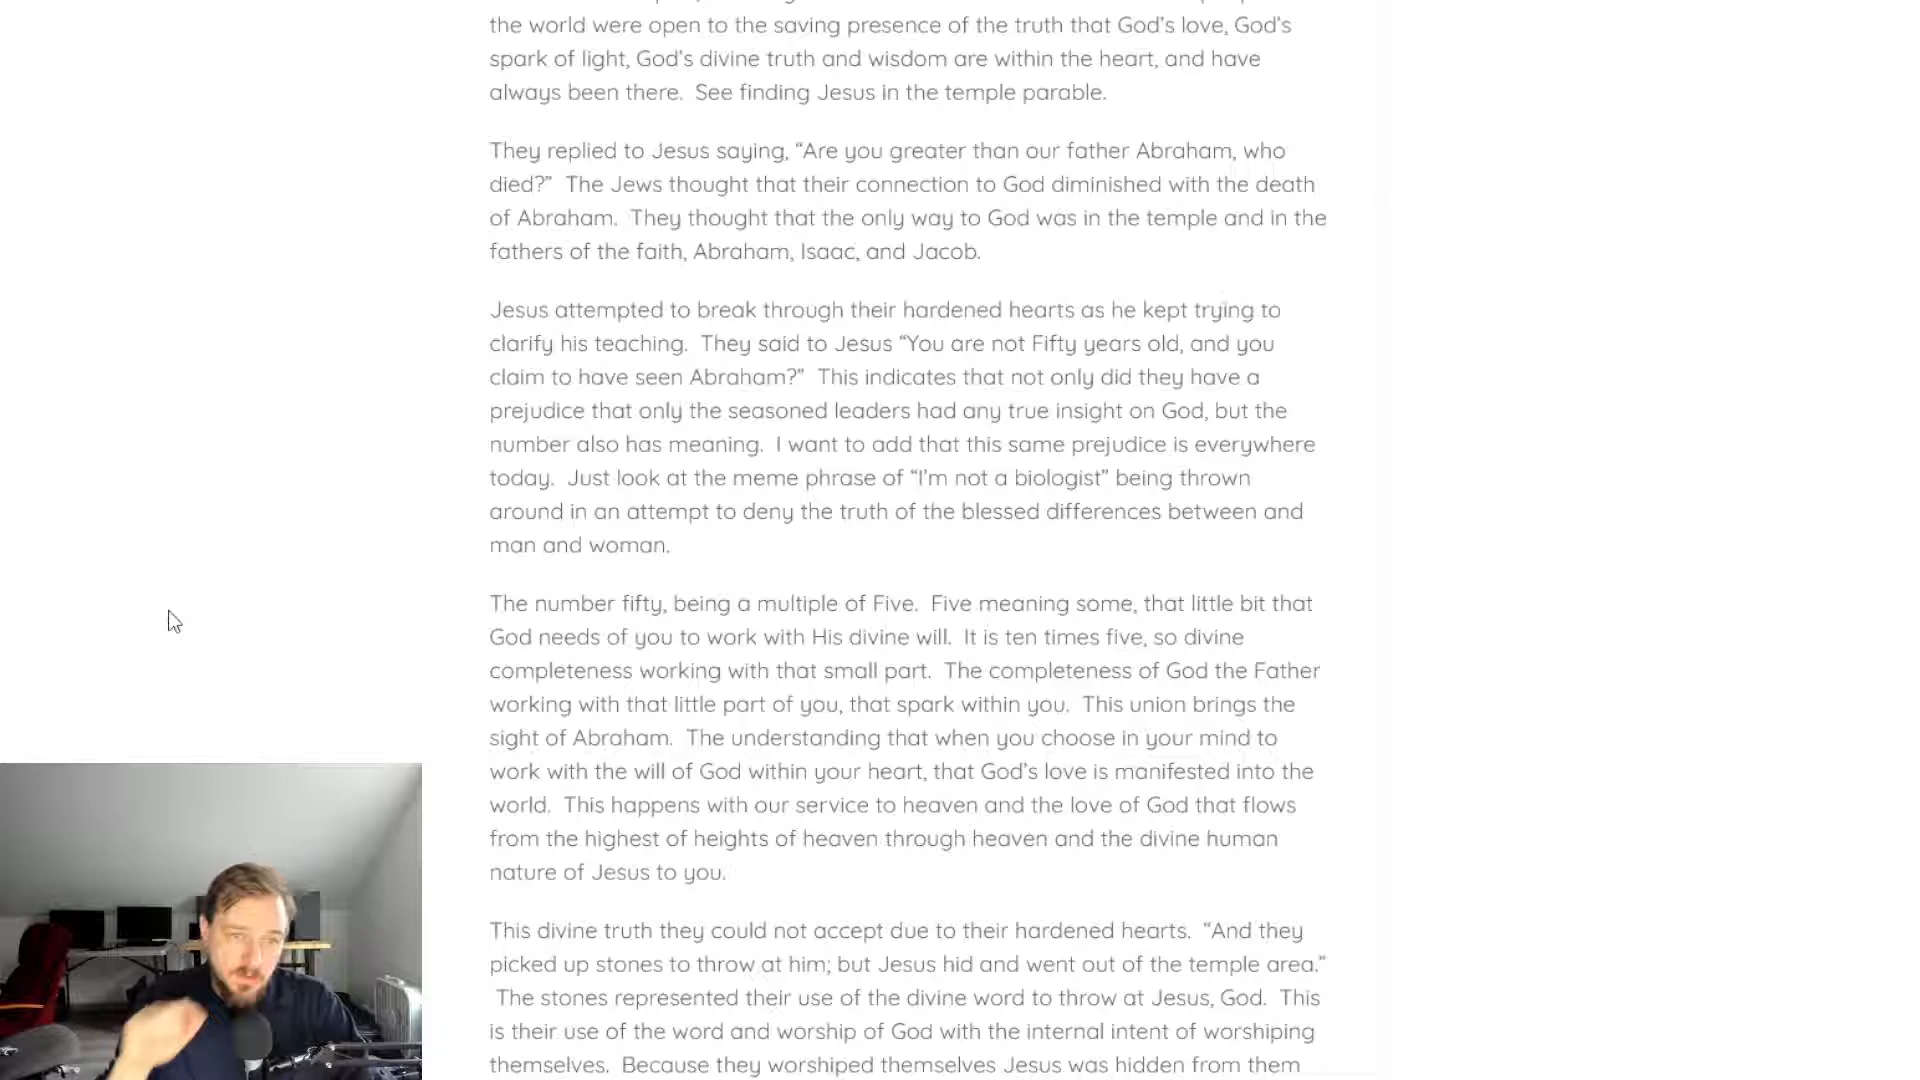 the world were open to the saving presence of the truth that God's love, God's
spark of light, God's divine truth and wisdom are within the heart, and have
always been there.  See finding Jesus in the temple parable.
They replied to Jesus saying, “Are you greater than our father Abraham, who
died?”  The Jews thought that their connection to God diminished with the death
of Abraham.  They thought that the only way to God was in the temple and in the
fathers of the faith, Abraham, Isaac, and Jacob.
Jesus attempted to break through their hardened hearts as he kept trying to
clarify his teaching.  They said to Jesus “You are not Fifty years old, and you
claim to have seen Abraham?”  This indicates that not only did they have a
prejudice that only the seasoned leaders had any true insight on God, but the
number also has meaning.  I want to add that this same prejudice is everywhere
today.  Just look at the meme phrase of “I'm not a biologist” being thrown
around in an attempt to deny the truth of the blessed differences between and
man and woman.
The number fifty, being a multiple of Five.  Five meaning some, that little bit that
God needs of you to work with His divine will.  It is ten times five, so divine
completeness working with that small part.  The completeness of God the Father
working with that little part of you, that spark within you.  This union brings the
sight of Abraham.  The understanding that when you choose in your mind to
work with the will of God within your heart, that God's love is manifested into the
world.  This happens with our service to heaven and the love of God that flows
from the highest of heights of heaven through heaven and the divine human
nature of Jesus to you.
This divine truth they could not accept due to their hardened hearts.  “And they
picked up stones to throw at him; but Jesus hid and went out of the temple area.”
The stones represented their use of the divine word to throw at Jesus, God.  This
is their use of the word and worship of God with the internal intent of worshiping
themselves.  Because they worshiped themselves Jesus was hidden from them